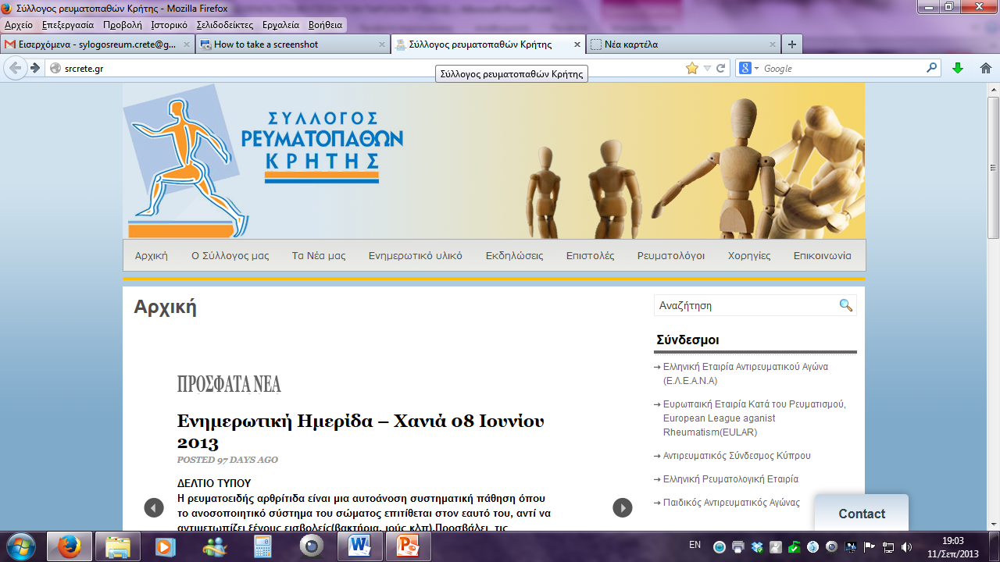 Σύλλογος ρευματοπαθών Κρήτης - Mozilla Firefox
Αρχείο Επεξεργασία Προβολή Ιστορικό Σελιδοδείκτες Εργαλεία Βοήθεια
Εισερχόμενα - sylogosreum.crete@g... How to take a screenshot Σύλλογος ρευματοπαθών Κρήτης Νέα καρτέλα
srcrete.gr Google
Σύλλογος ρευματοπαθών Κρήτης
ΣΥΛΛΟΓΟΣ
ΡΕΥΜΑΤΟΠΑΘΩΝ
ΚΡΗΤΗΣ
Αρχική Ο Σύλλογος μας Τα Νέα μας Ενημερωτικό υλικό Εκδηλώσεις Επιστολές Ρευματολόγοι Χορηγίες Επικοινωνία
Αρχική
ΠΡΟΣΦΑΤΑ ΝΕΑ
Ενημερωτική Ημερίδα – Χανιά 08 Ιουνίου
2013
POSTED 97 DAYS AGO
ΔΕΛΤΙΟ ΤΥΠΟΥ
Η ρευματοειδής αρθρίτιδα είναι μια αυτοάνοση συστηματική πάθηση όπου
το ανοσοποιητικό σύστημα του σώματος επιτίθεται στον εαυτό του, αντί να
αντιμετωπίζει ξένους εισβολείς(βακτήρια, ιούς κλπ).Προσβάλει τις
Αναζήτηση
Σύνδεσμοι
Ελληνική Εταιρία Αντιρευματικού Αγώνα
(Ε.Λ.Ε.ΑΝ.Α)
Ευρωπαική Εταιρία Κατά του Ρευματισμού,
European League aganist
Rheumatism(EULAR)
Αντιρευματικός Σύνδεσμος Κύπρου
Ελληνική Ρευματολογική Εταιρία
Παιδικός Αντιρευματικός Αγώνας
Contact
EN
19:03
11/Σεπ/2013